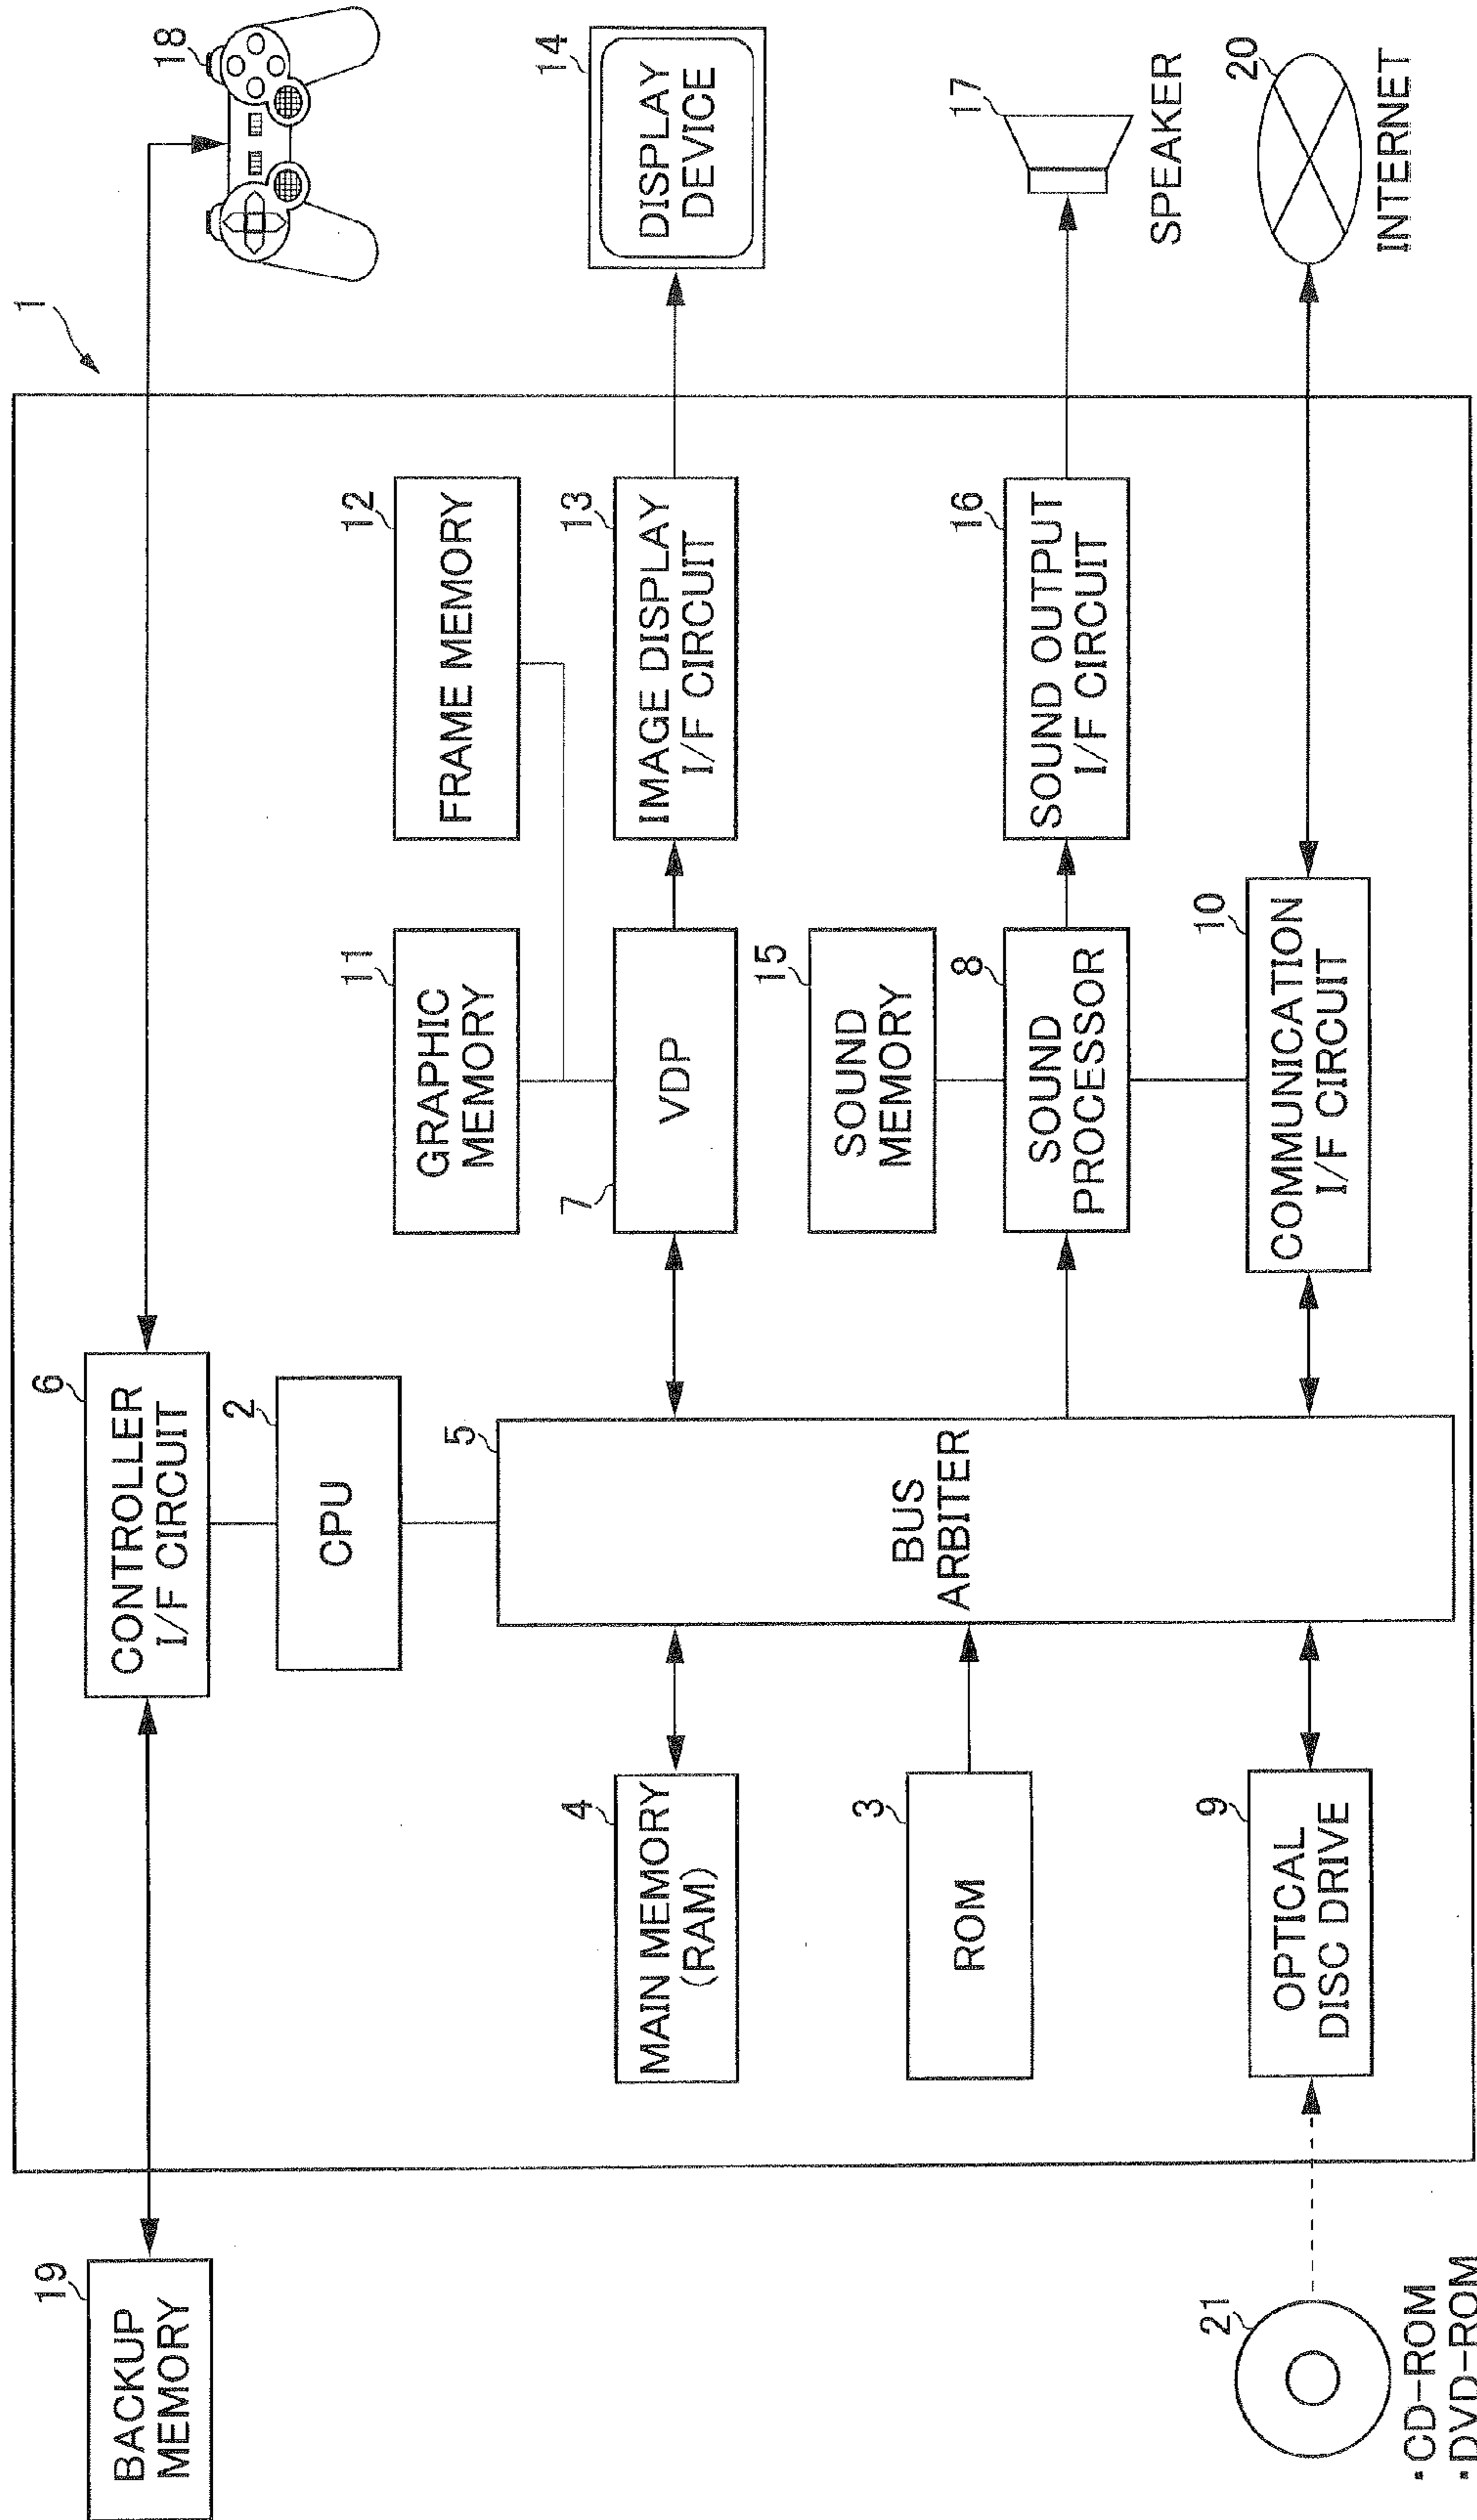 1
19
BACKUP
MEMORY
6
CONTROLLER
I/F CIRCUIT
18
2
CPU
11
GRAPHIC
MEMORY
12
FRAME MEMORY
4
MAIN MEMORY
(RAM)
5
BUS
ARBITER
7
VDP
13
IMAGE DISPLAY
I/F CIRCUIT
14
DISPLAY
DEVICE
15
SOUND
MEMORY
3
ROM
8
SOUND
PROCESSOR
16
SOUND OUTPUT
I/F CIRCUIT
17
SPEAKER
21
· CD-ROM
· DVD-ROM
9
OPTICAL
DISC DRIVE
10
COMMUNICATION
I/F CIRCUIT
20
INTERNET